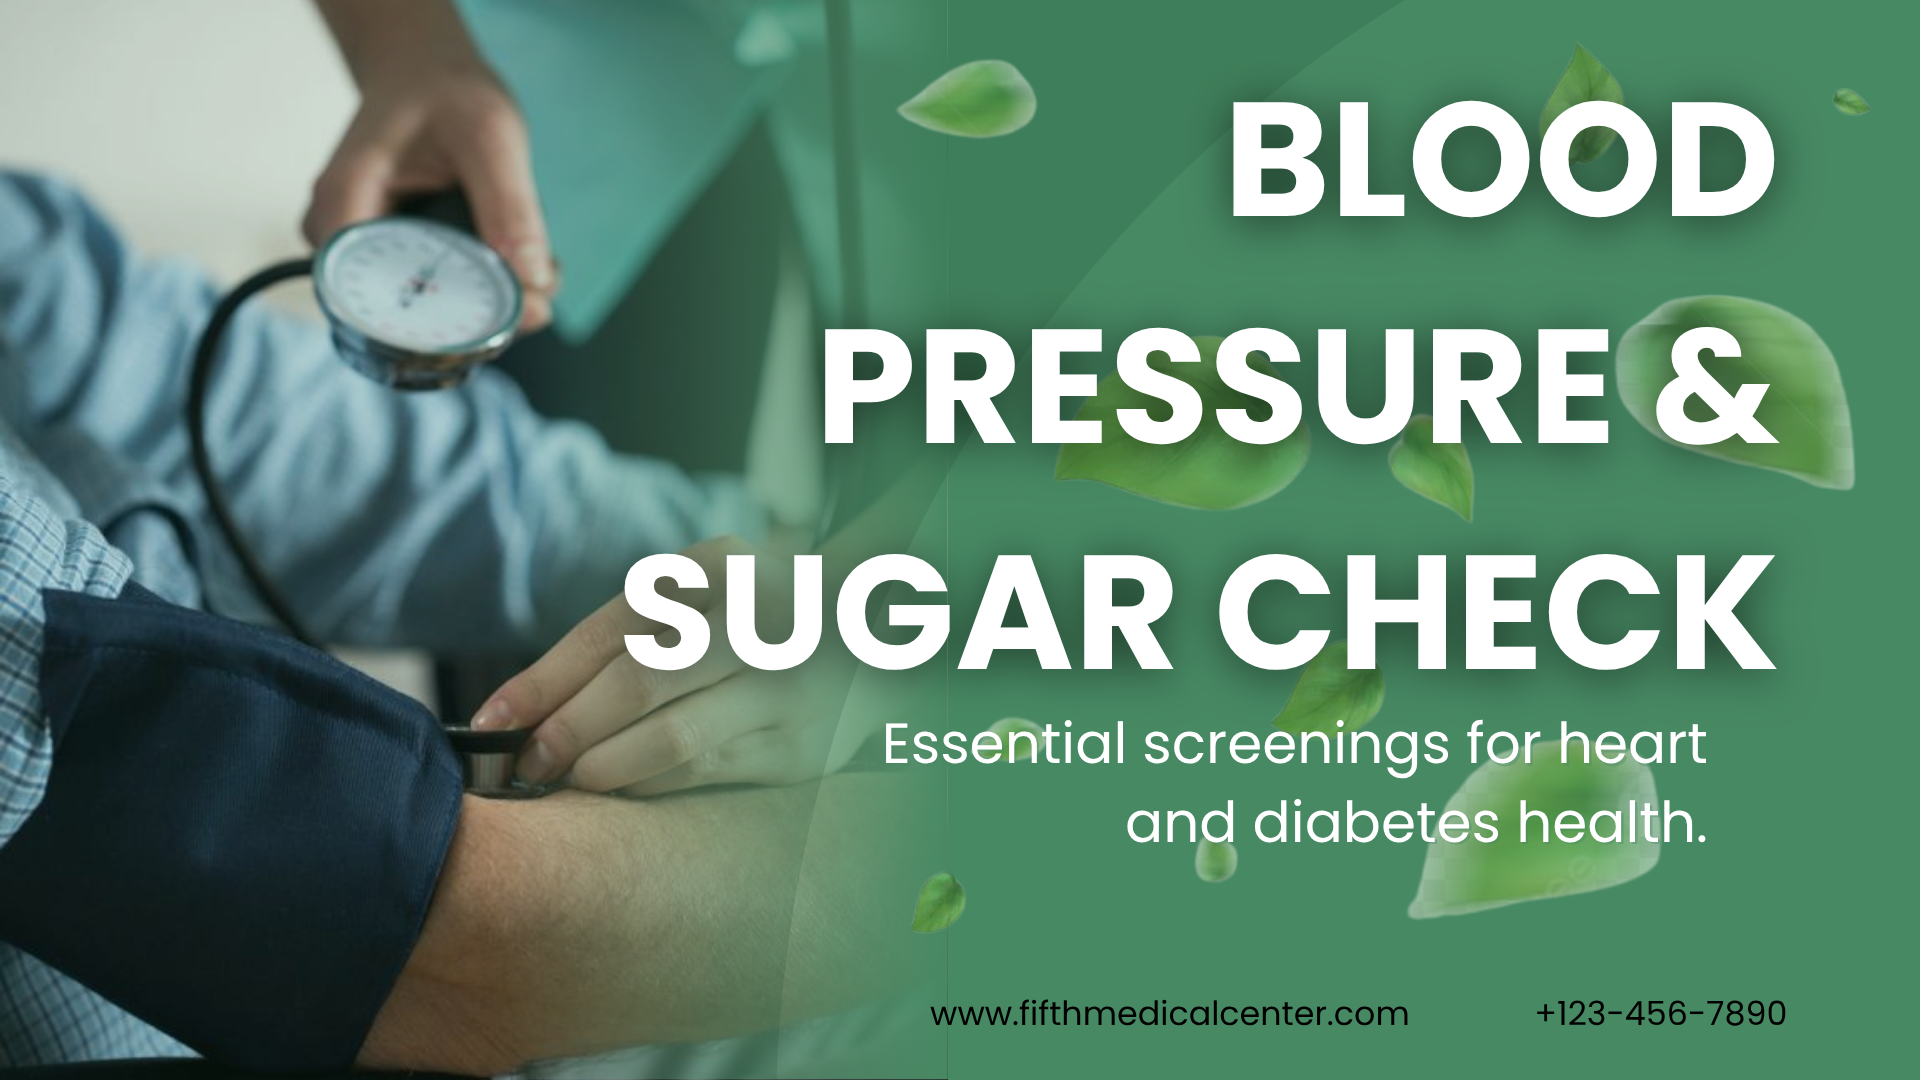 BLOOD
PRESSURE &
SUGAR CHECK
Essential screenings for heart
and diabetes health.
www.fifthmedicalcenter.com +123-456-7890